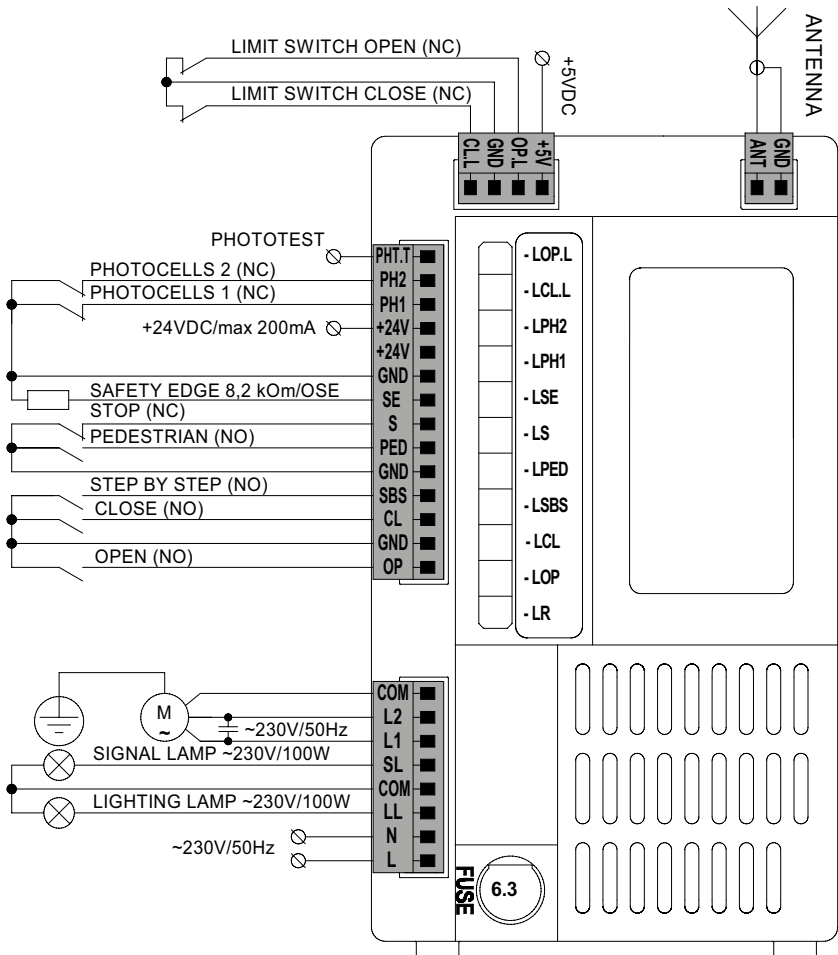 LIMIT SWITCH OPEN (NC)
LIMIT SWITCH CLOSE (NC)
+5VDC
ANTENNA
CL.L
GND
OP.L
+5V
ANT
GND
PHOTOTEST
PHOTOCELLS 2 (NC)
PHOTOCELLS 1 (NC)
+24VDC/max 200mA
SAFETY EDGE 8,2 kOm/OSE
STOP (NC)
PEDESTRIAN (NO)
STEP BY STEP (NO)
CLOSE (NO)
OPEN (NO)
PHT.T
PH2
PH1
+24V
+24V
GND
SE
S
PED
GND
SBS
CL
GND
OP
- LOP.L
- LCL.L
- LPH2
- LPH1
- LSE
- LS
- LPED
- LSBS
- LCL
- LOP
- LR
M
~
~230V/50Hz
SIGNAL LAMP ~230V/100W
LIGHTING LAMP ~230V/100W
~230V/50Hz
COM
L2
L1
SL
COM
LL
N
L
FUSE
6.3